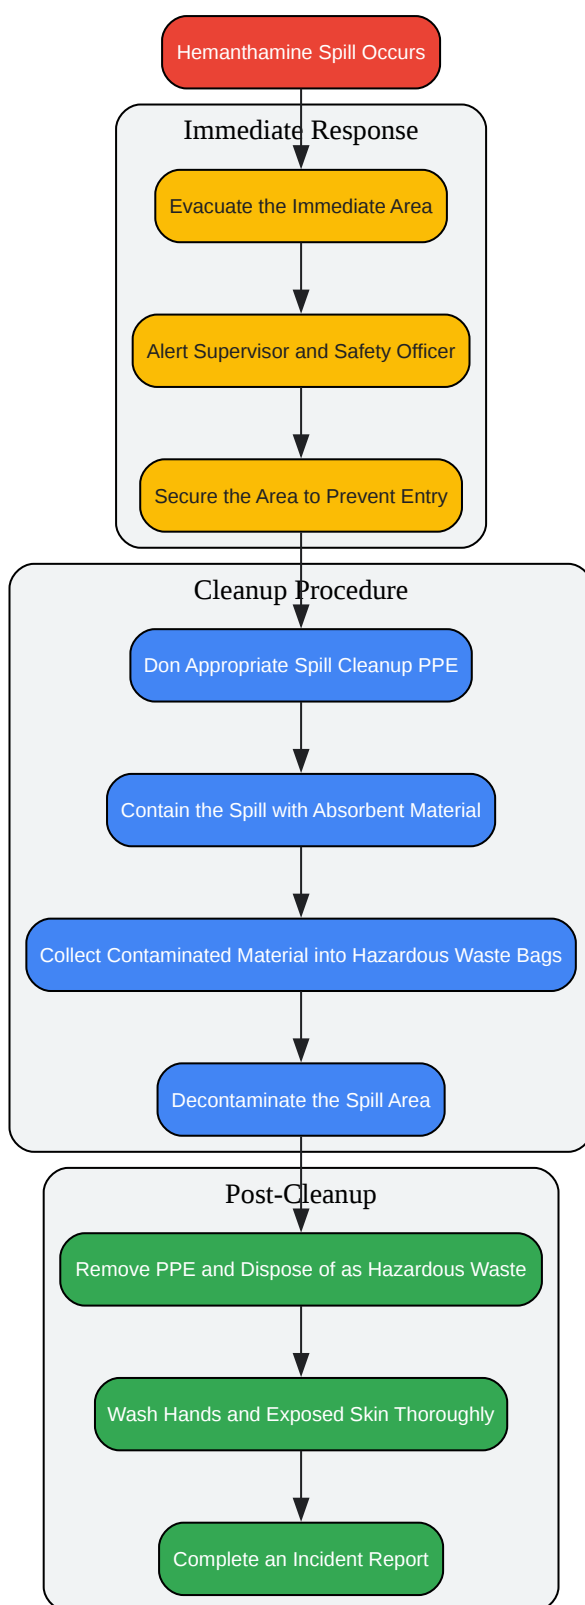 Hemanthamine Spill Occurs
Immediate Response
Evacuate the Immediate Area
Alert Supervisor and Safety Officer
Secure the Area to Prevent Entry
Cleanup Procedure
Don Appropriate Spill Cleanup PPE
Contain the Spill with Absorbent Material
Collect Contaminated Material into Hazardous Waste Bags
Decontaminate the Spill Area
Post-Cleanup
Remove PPE and Dispose of as Hazardous Waste
Wash Hands and Exposed Skin Thoroughly
Complete an Incident Report